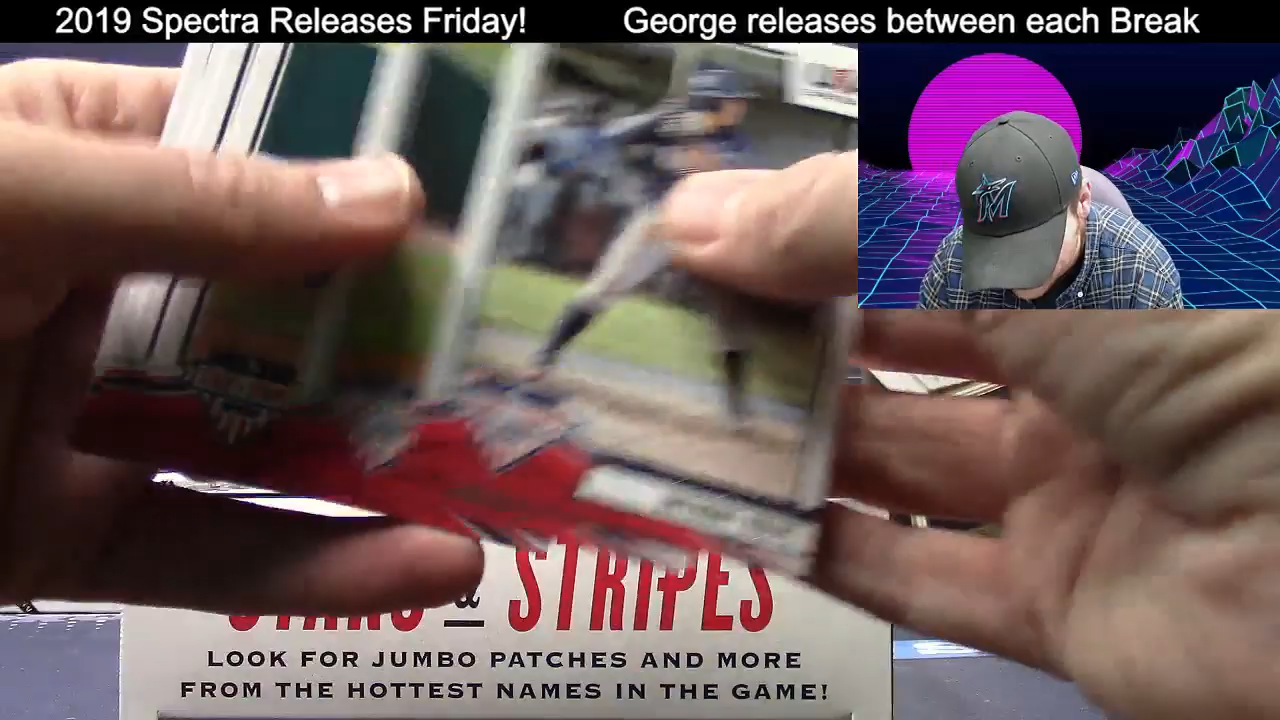 2019 Spectra Releases Friday! George releases between each Break
M
STARS & STRIPES
LOOK FOR JUMBO PATCHES AND MORE
FROM THE HOTTEST NAMES IN THE GAME!